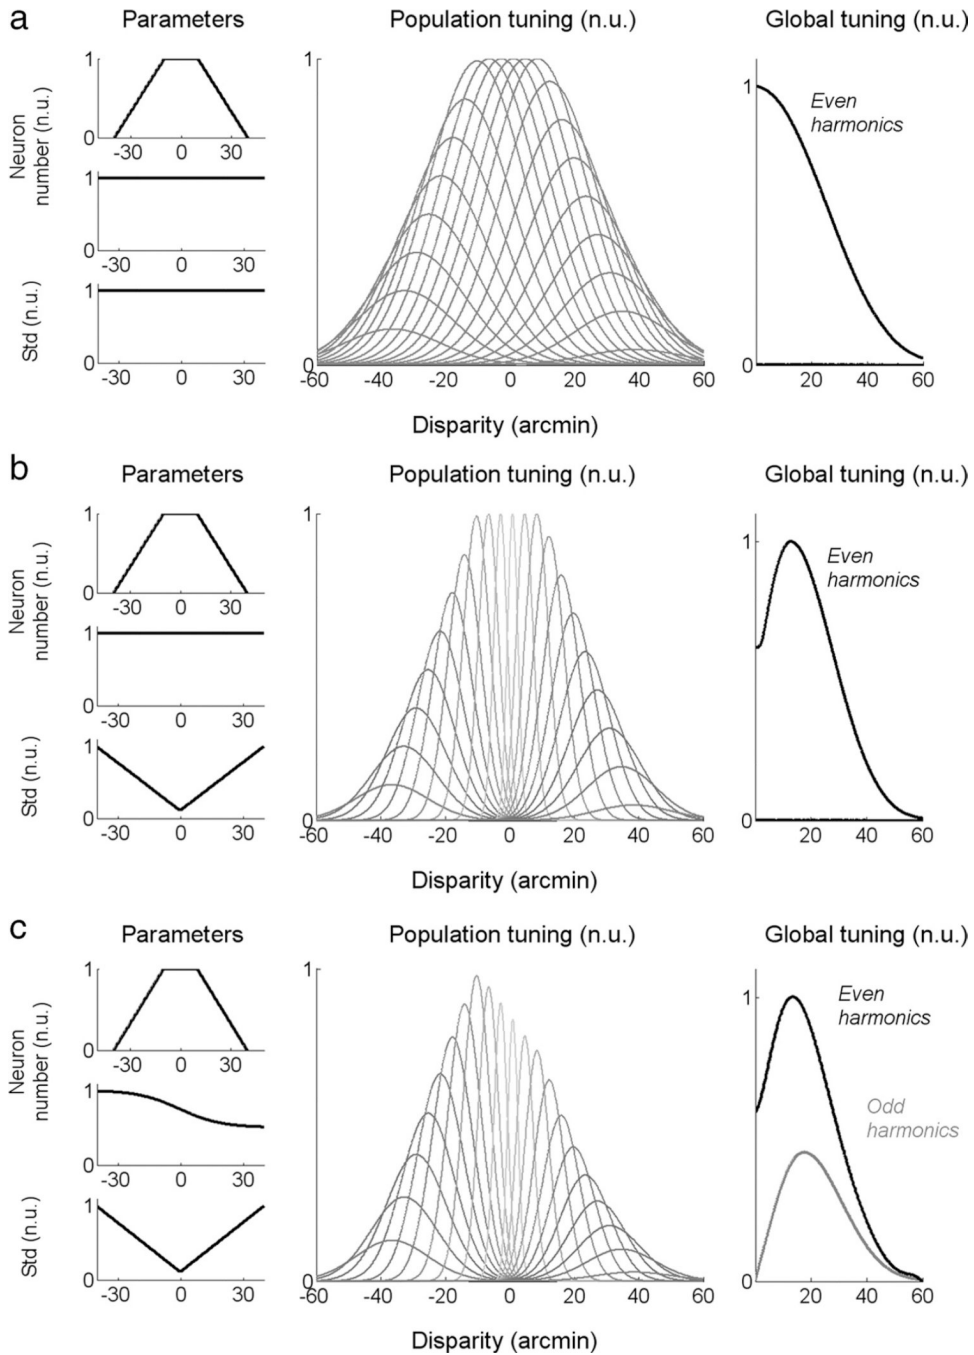 a
Parameters
Population tuning (n.u.)
Global tuning (n.u.)
Neuron
number (n.u.)
1
0
-30 0 30
1
0
-30 0 30
Std (n.u.)
1
0
-30 0 30
1
0
-60 -40 -20 0 20 40 60
Disparity (arcmin)
1
Even
harmonics
0
20 40 60
b
Parameters
Population tuning (n.u.)
Global tuning (n.u.)
Neuron
number (n.u.)
1
0
-30 0 30
1
0
-30 0 30
Std (n.u.)
1
0
-30 0 30
1
0
-60 -40 -20 0 20 40 60
Disparity (arcmin)
1
Even
harmonics
0
20 40 60
c
Parameters
Population tuning (n.u.)
Global tuning (n.u.)
Neuron
number (n.u.)
1
0
-30 0 30
1
0
-30 0 30
Std (n.u.)
1
0
-30 0 30
1
0
-60 -40 -20 0 20 40 60
Disparity (arcmin)
1
Even
harmonics
Odd
harmonics
0
20 40 60